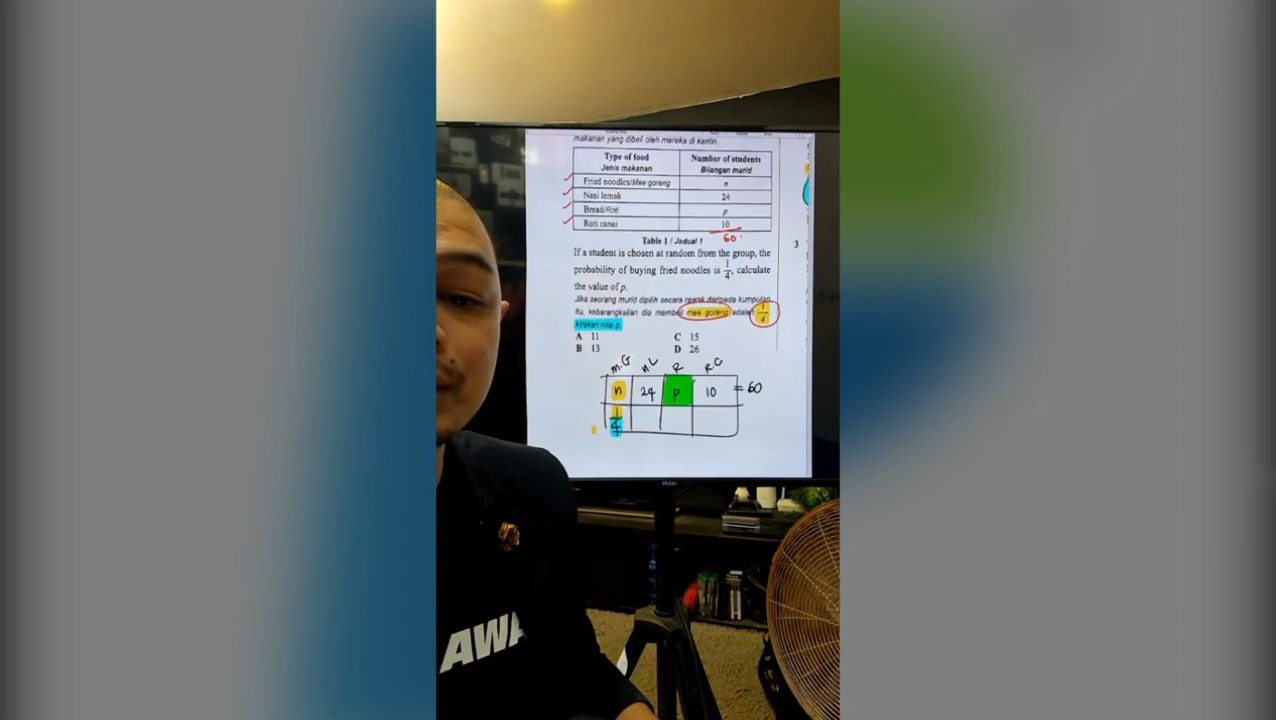 makanan yang dibeli oleh mereka di kantin.
Type of food Number of students
Jenis makanan Bilangan murid
Fried noodles/Mee goreng n
Nasi lemak 24
Bread/Roti p
Roti canai 10
60
Table 1 / Jadual 1
3
If a student is chosen at random from the group, the
probability of buying fried noodles is 1/4, calculate
the value of p.
Jika seorang murid dipilih secara rawak daripada kumpulan
itu, kebarangkalian dia membeli mee goreng adalah 1/4
kirakan nilai p.
A 11 C 15
B 13 D 26
M.G N.L R R.C
n 24 p 10 = 60
1/4
Haier
AWA